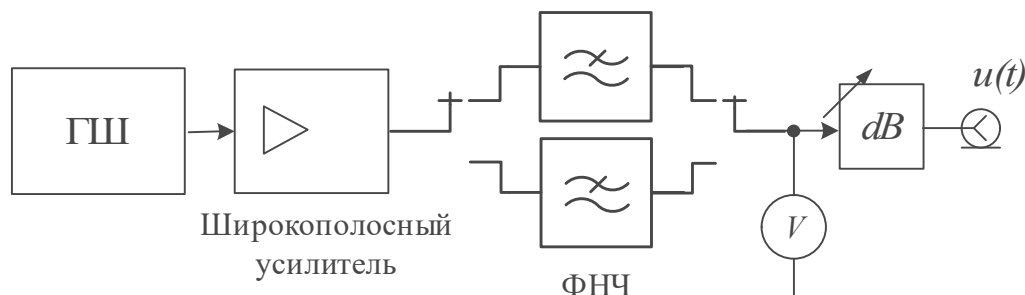 ГШ
Широкополосный
усилитель
ФНЧ
V
dB
u(t)